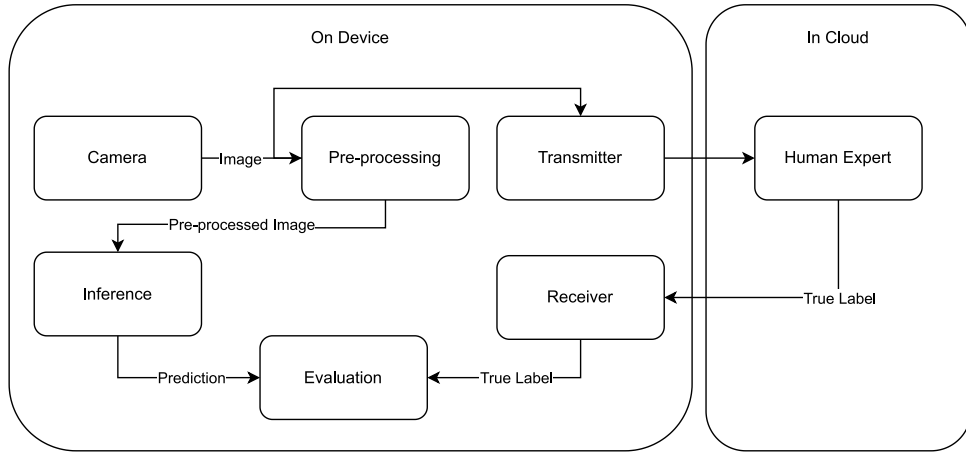 On Device
In Cloud
Camera
Image
Pre-processing
Transmitter
Human Expert
Pre-processed Image
Inference
Receiver
True Label
Prediction
Evaluation
True Label